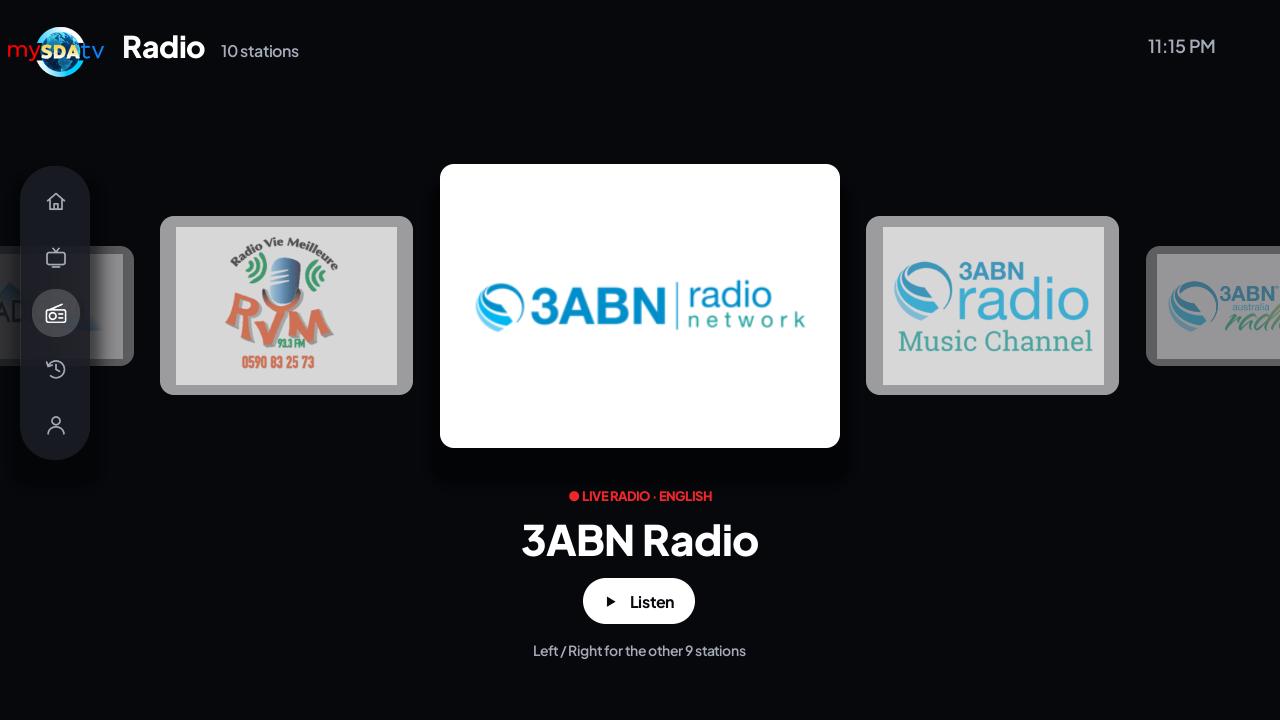 mySDAtv
Radio 10 stations
11:15 PM
AD
Radio Vie Meilleure
RVM
93.3 FM
0590 83 25 73
3ABN radio network
3ABN radio
Music Channel
3ABN
australia
radi
LIVE RADIO · ENGLISH
3ABN Radio
Listen
Left / Right for the other 9 stations